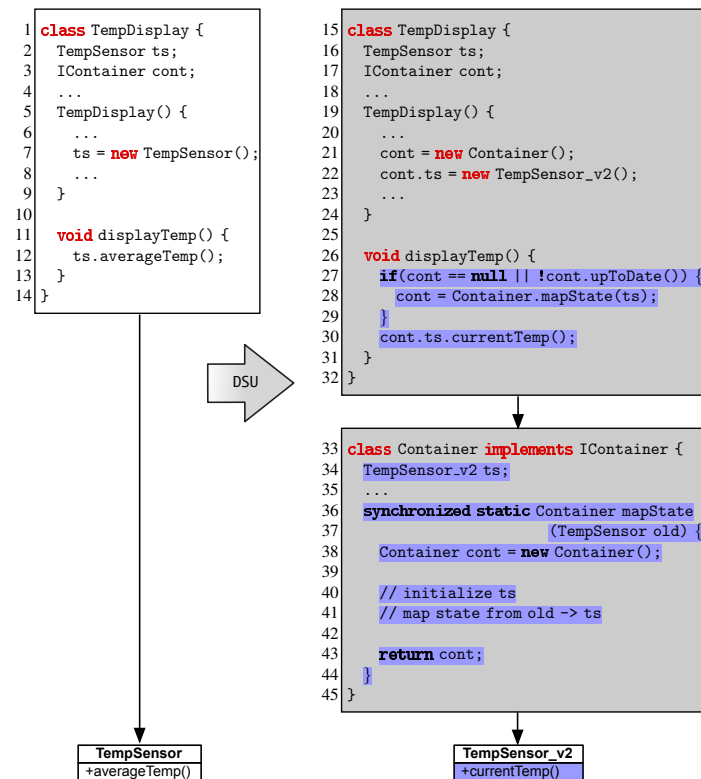 1 class TempDisplay {
2 TempSensor ts;
3 IContainer cont;
4 ...
5 TempDisplay() {
6 ...
7 ts = new TempSensor();
8 ...
9 }
10
11 void displayTemp() {
12 ts.averageTemp();
13 }
14 }
TempSensor
+averageTemp()
DSU
15 class TempDisplay {
16 TempSensor ts;
17 IContainer cont;
18 ...
19 TempDisplay() {
20 ...
21 cont = new Container();
22 cont.ts = new TempSensor_v2();
23 ...
24 }
25
26 void displayTemp() {
27 if(cont == null || !cont.upToDate()) {
28 cont = Container.mapState(ts);
29 }
30 cont.ts.currentTemp();
31 }
32 }
33 class Container implements IContainer {
34 TempSensor_v2 ts;
35 ...
36 synchronized static Container mapState
37 (TempSensor old) {
38 Container cont = new Container();
39
40 // initialize ts
41 // map state from old -> ts
42
43 return cont;
44 }
45 }
TempSensor_v2
+currentTemp()